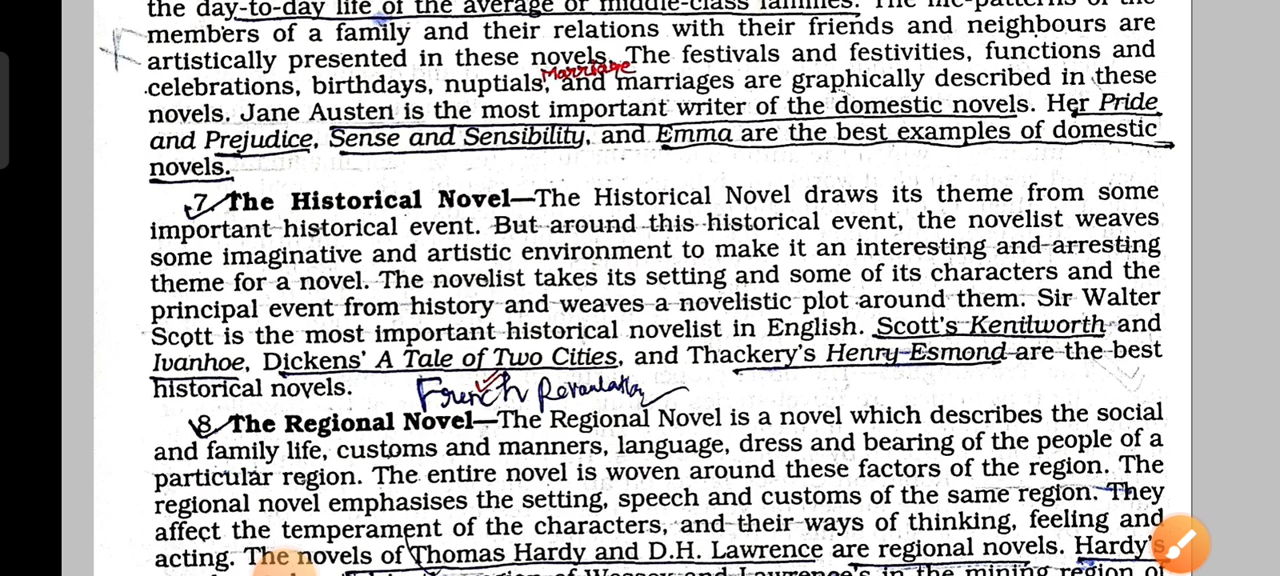 the day-to-day life of the average or middle-class families. The life-patterns of the
members of a family and their relations with their friends and neighbours are
artistically presented in these novels. The festivals and festivities, functions and
Marriage
celebrations, birthdays, nuptials, and marriages are graphically described in these
novels. Jane Austen is the most important writer of the domestic novels. Her Pride
and Prejudice, Sense and Sensibility, and Emma are the best examples of domestic
novels.
7. The Historical Novel—The Historical Novel draws its theme from some
important historical event. But around this historical event, the novelist weaves
some imaginative and artistic environment to make it an interesting and arresting
theme for a novel. The novelist takes its setting and some of its characters and the
principal event from history and weaves a novelistic plot around them. Sir Walter
Scott is the most important historical novelist in English. Scott's Kenilworth and
Ivanhoe, Dickens' A Tale of Two Cities, and Thackery's Henry Esmond are the best
historical novels.
French
8. The Regional Novel—The Regional Novel is a novel which describes the social
and family life, customs and manners, language, dress and bearing of the people of a
particular region. The entire novel is woven around these factors of the region. The
regional novel emphasises the setting, speech and customs of the same region. They
affect the temperament of the characters, and their ways of thinking, feeling and
acting. The novels of Thomas Hardy and D.H. Lawrence are regional novels. Hardy's
of Wessex and Lawrence's in the mining region of